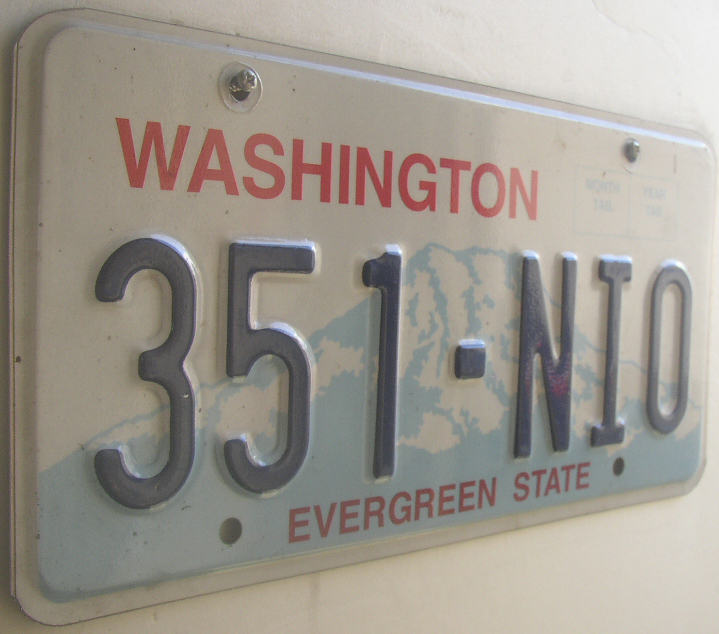 WASHINGTON
MONTH TAB YEAR TAB
351-NIO
EVERGREEN STATE